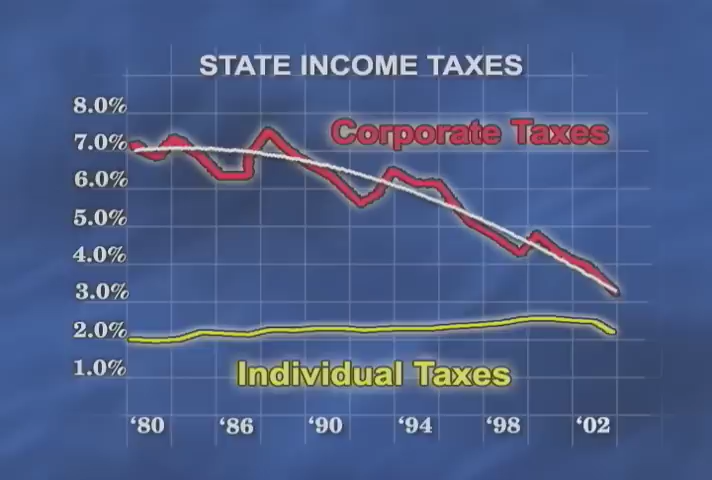 STATE INCOME TAXES
8.0%
Corporate Taxes
7.0%
6.0%
5.0%
4.0%
3.0%
2.0%
1.0%
Individual Taxes
‘80 ‘86 ‘90 ‘94 ‘98 ‘02